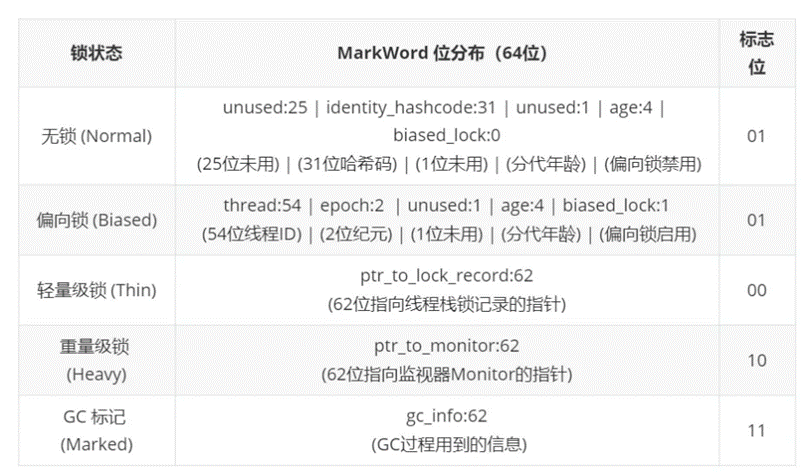 锁状态
MarkWord 位分布（64位）
标志
位
无锁 (Normal)
unused:25 | identity_hashcode:31 | unused:1 | age:4 |
biased_lock:0
(25位未用) | (31位哈希码) | (1位未用) | (分代年龄) | (偏向锁禁用)
01
偏向锁 (Biased)
thread:54 | epoch:2 | unused:1 | age:4 | biased_lock:1
(54位线程ID) | (2位纪元) | (1位未用) | (分代年龄) | (偏向锁启用)
01
轻量级锁 (Thin)
ptr_to_lock_record:62
(62位指向线程栈锁记录的指针)
00
重量级锁
(Heavy)
ptr_to_monitor:62
(62位指向监视器Monitor的指针)
10
GC 标记
(Marked)
gc_info:62
(GC过程用到的信息)
11